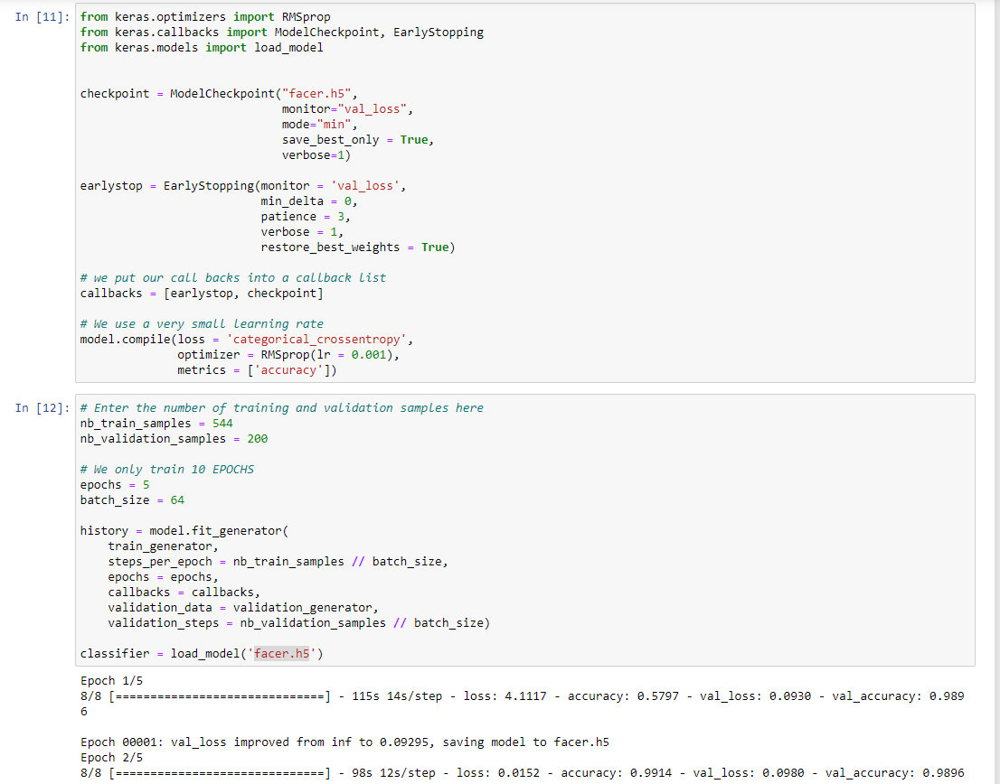 In [11]: from keras.optimizers import RMSprop
from keras.callbacks import ModelCheckpoint, EarlyStopping
from keras.models import load_model
checkpoint = ModelCheckpoint("facer.h5",
monitor="val_loss",
mode="min",
save_best_only = True,
verbose=1)
earlystop = EarlyStopping(monitor = 'val_loss',
min_delta = 0,
patience = 3,
verbose = 1,
restore_best_weights = True)
# we put our call backs into a callback list
callbacks = [earlystop, checkpoint]
# We use a very small learning rate
model.compile(loss = 'categorical_crossentropy',
optimizer = RMSprop(lr = 0.001),
metrics = ['accuracy'])
In [12]: # Enter the number of training and validation samples here
nb_train_samples = 544
nb_validation_samples = 200
# We only train 10 EPOCHS
epochs = 5
batch_size = 64
history = model.fit_generator(
train_generator,
steps_per_epoch = nb_train_samples // batch_size,
epochs = epochs,
callbacks = callbacks,
validation_data = validation_generator,
validation_steps = nb_validation_samples // batch_size)
classifier = load_model('facer.h5')
Epoch 1/5
8/8 [==============================] - 115s 14s/step - loss: 4.1117 - accuracy: 0.5797 - val_loss: 0.0930 - val_accuracy: 0.989
6
Epoch 00001: val_loss improved from inf to 0.09295, saving model to facer.h5
Epoch 2/5
8/8 [==============================] - 98s 12s/step - loss: 0.0152 - accuracy: 0.9914 - val_loss: 0.0980 - val_accuracy: 0.9896